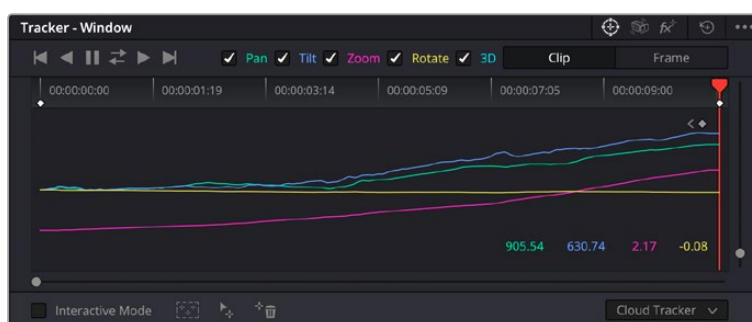 Tracker - Window
Pan Tilt Zoom Rotate 3D Clip Frame
00:00:00:00 00:00:01:19 00:00:03:14 00:00:05:09 00:00:07:05 00:00:09:00
905.54 630.74 2.17 -0.08
Interactive Mode Cloud Tracker